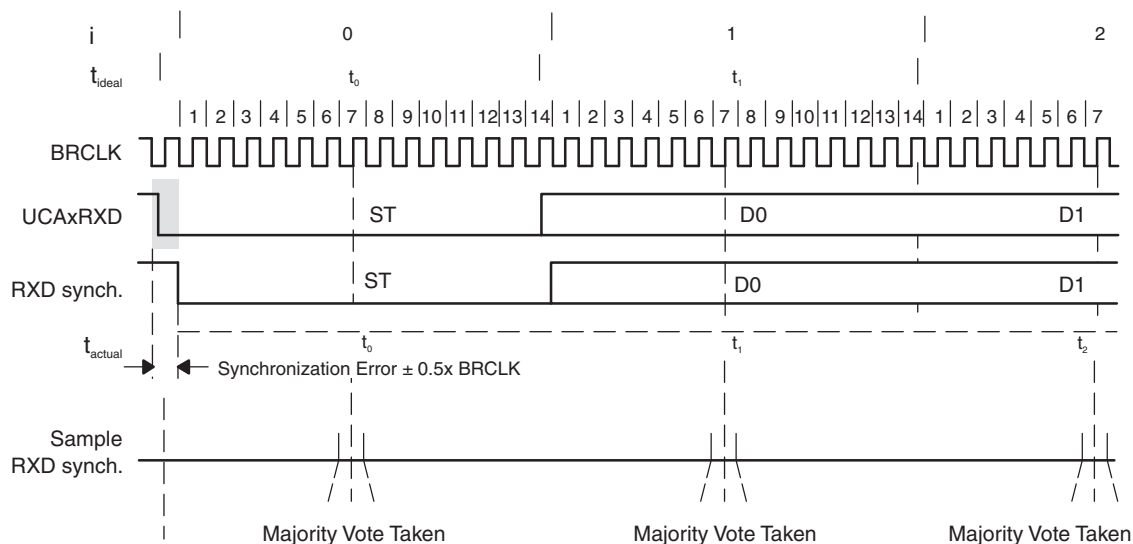 i 0 1 2
tideal t0 t1
1 2 3 4 5 6 7 8 9 10 11 12 13 14 1 2 3 4 5 6 7 8 9 10 11 12 13 14 1 2 3 4 5 6 7
BRCLK
UCAxRXD ST D0 D1
RXD synch. ST D0 D1
tactual t0 t1 t2
Synchronization Error ± 0.5x BRCLK
Sample
RXD synch.
Majority Vote Taken Majority Vote Taken Majority Vote Taken